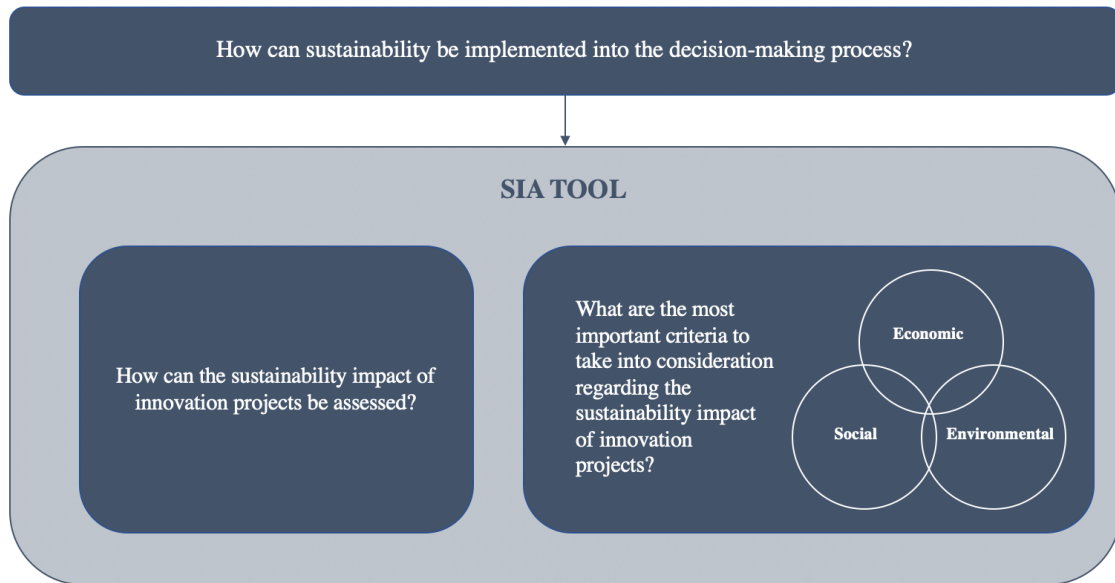 How can sustainability be implemented into the decision-making process?
SIA TOOL
How can the sustainability impact of
innovation projects be assessed?
What are the most
important criteria to
take into consideration
regarding the
sustainability impact
of innovation
projects?
Economic
Social
Environmental